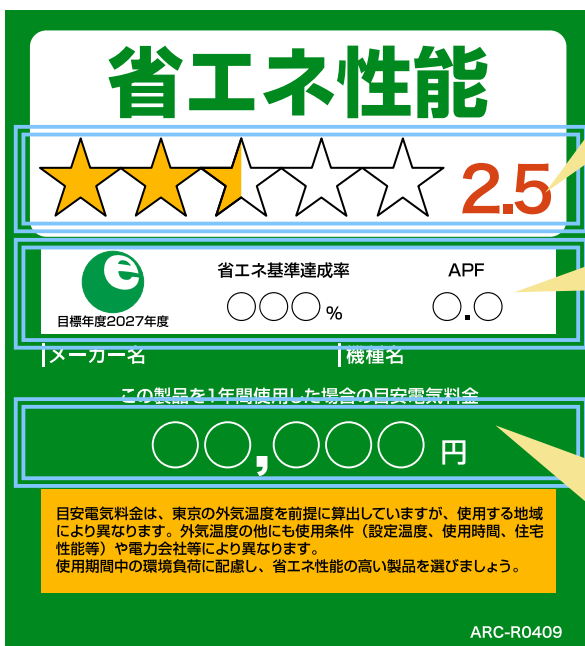 省エネ性能
2.5
e
省エネ基準達成率
APF
目標年度2027年度
○○○%
○.○
メーカー名
機種名
この製品を1年間使用した場合の目安電気料金
○○,○○○円
目安電気料金は、東京の外気温度を前提に算出していますが、使用する地域
により異なります。外気温度の他にも使用条件（設定温度、使用時間、住宅
性能等）や電力会社等により異なります。
使用期間中の環境負荷に配慮し、省エネ性能の高い製品を選びましょう。
ARC-R0409